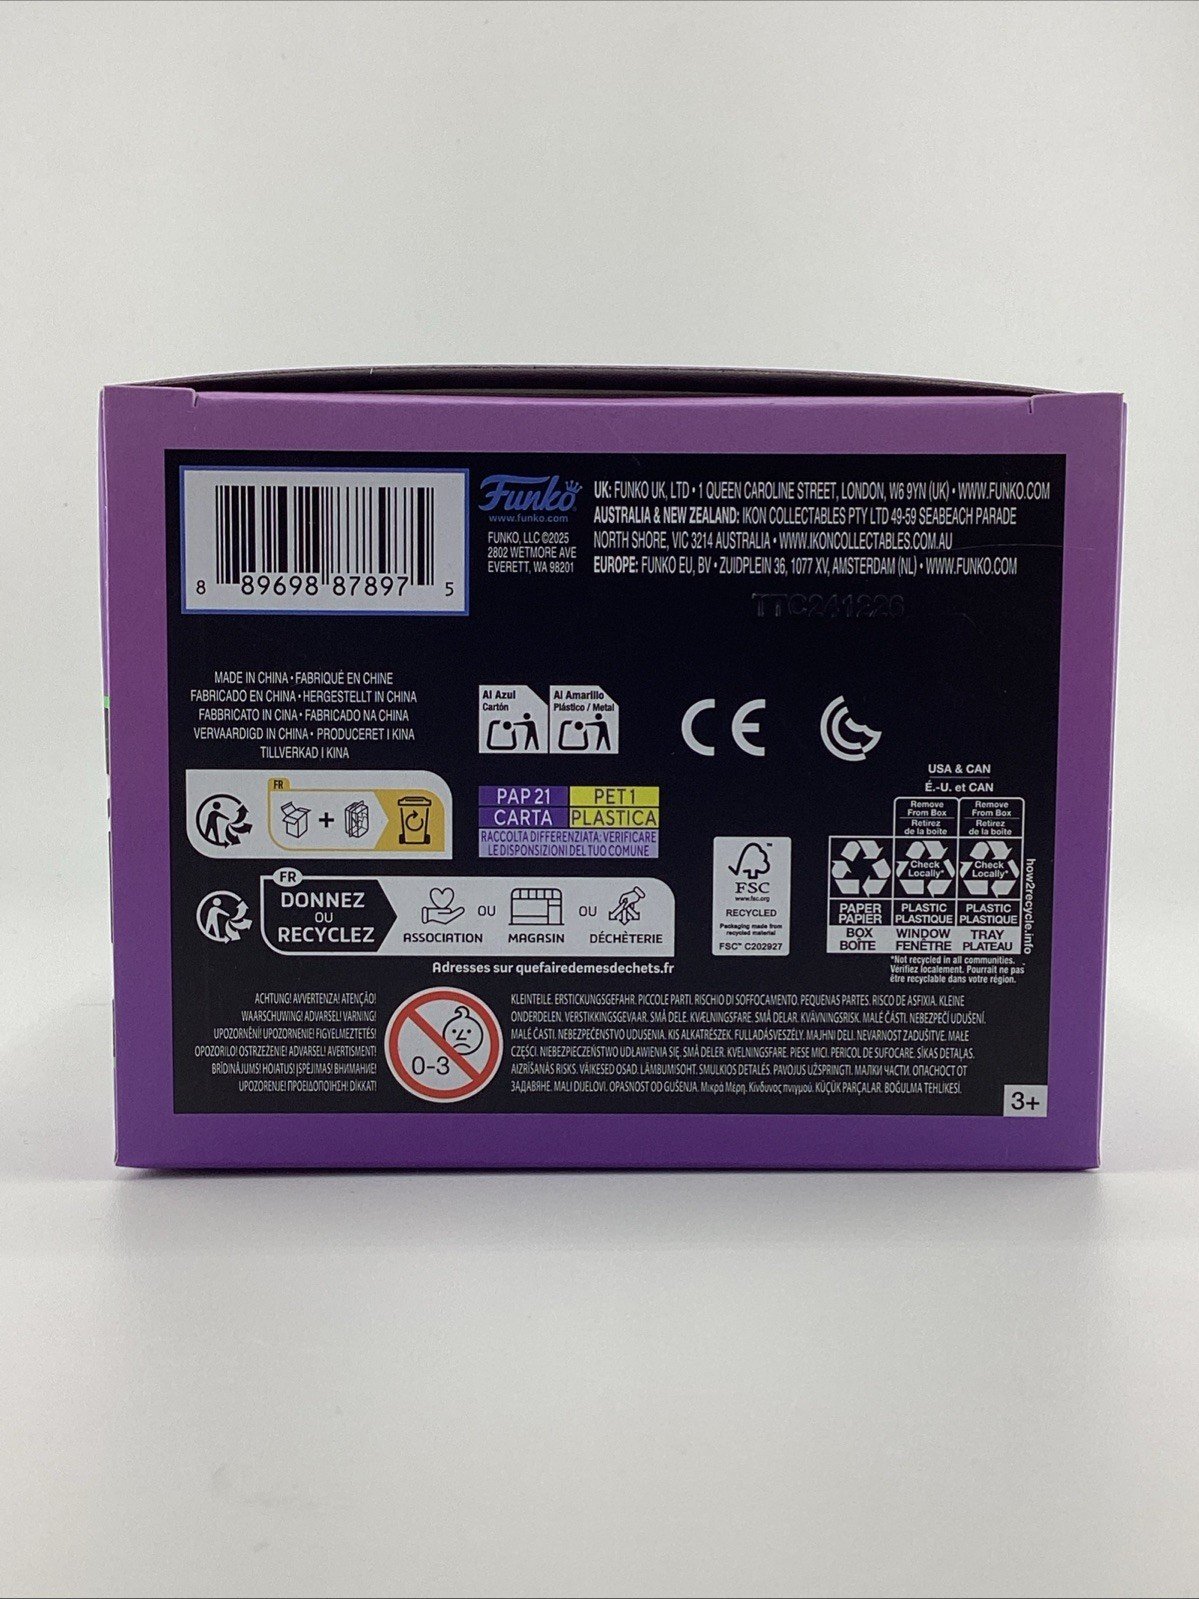 8 89698 87897 5
Funko
www.funko.com
FUNKO, LLC ©2025
2802 WETMORE AVE
EVERETT, WA 98201
UK: FUNKO UK, LTD • 1 QUEEN CAROLINE STREET, LONDON, W6 9YN (UK) • WWW.FUNKO.COM
AUSTRALIA & NEW ZEALAND: IKON COLLECTABLES PTY LTD 49-59 SEABEACH PARADE
NORTH SHORE, VIC 3214 AUSTRALIA • WWW.IKONCOLLECTABLES.COM.AU
EUROPE: FUNKO EU, BV • ZUIDPLEIN 36, 1077 XV, AMSTERDAM (NL) • WWW.FUNKO.COM
MADE IN CHINA • FABRIQUÉ EN CHINE
FABRICADO EN CHINA • HERGESTELLT IN CHINA
FABBRICATO IN CINA • FABRICADO NA CHINA
VERVAARDIGD IN CHINA • PRODUCERET I KINA
TILLVERKAD I KINA
Al Azul
Cartón
Al Amarillo
Plástico / Metal
CE
FR
+
PAP 21
PET 1
CARTA
PLASTICA
RACCOLTA DIFFERENZIATA: VERIFICARE
LE DISPOSIZIONI DEL TUO COMUNE
FR
DONNEZ
OU
RECYCLEZ
ASSOCIATION
OU
MAGASIN
OU
DÉCHÈTERIE
Adresses sur quefairedemesdechets.fr
FSC
www.fsc.org
RECYCLED
Packaging made from
recycled material
FSC™ C202927
USA & CAN
É.-U. et CAN
Remove
From Box
Retirez
de la boîte
Remove
From Box
Retirez
de la boîte
Check
Locally*
Check
Locally*
PAPER
PAPIER
BOX
BOÎTE
PLASTIC
PLASTIQUE
WINDOW
FENÊTRE
PLASTIC
PLASTIQUE
TRAY
PLATEAU
how2recycle.info
*Not recycled in all communities.
Vérifiez localement. Pourrait ne pas
être recyclable dans votre région.
ACHTUNG! AVVERTENZA! ATENÇÃO!
WAARSCHUWING! ADVARSEL! VARNING!
UPOZORNĚNÍ! UPOZORNENIE! FIGYELMEZTETÉS!
OPOZORILO! OSTRZEŻENIE! ADVARSEL! AVERTISMENT!
BRĪDINĀJUMS! HOIATUS! ĮSPĖJIMAS! ВНИМАНИЕ!
UPOZORENJE! ΠΡΟΕΙΔΟΠΟΙΗΣΗ! DİKKAT!
0-3
KLEINTEILE. ERSTICKUNGSGEFAHR. PICCOLE PARTI. RISCHIO DI SOFFOCAMENTO. PEQUENAS PARTES. RISCO DE ASFIXIA. KLEINE
ONDERDELEN. VERSTIKKINGSGEVAAR. SMÅ DELE. KVÆLNINGSFARE. SMÅ DELAR. KVÄVNINGSRISK. MALÉ ČÁSTI. NEBEZPEČÍ UDUŠENÍ.
MALÉ ČASTI. NEBEZPEČENSTVO UDUSENIA. KIS ALKATRÉSZEK. FULLADÁSVESZÉLY. MAJHNI DELI. NEVARNOST ZADUŠITVE. MAŁE
CZĘŚCI. NIEBEZPIECZEŃSTWO UDŁAWIENIA SIĘ. SMÅ DELER. KVELNINGSFARE. PIESE MICI. PERICOL DE SUFOCARE. SĪKAS DETAĻAS.
AIZRĪŠANĀS RISKS. VÄIKESED OSAD. LÄMBUMISOHT. SMULKIOS DETALĖS. PAVOJUS UŽSPRINGTI. МАЛКИ ЧАСТИ. ОПАСНОСТ ОТ
ЗАДАВЯНЕ. MALI DIJELOVI. OPASNOST OD GUŠENJA. Μικρά Μέρη. Κίνδυνος πνιγμού. KÜÇÜK PARÇALAR. BOĞULMA TEHLİKESİ.
3+